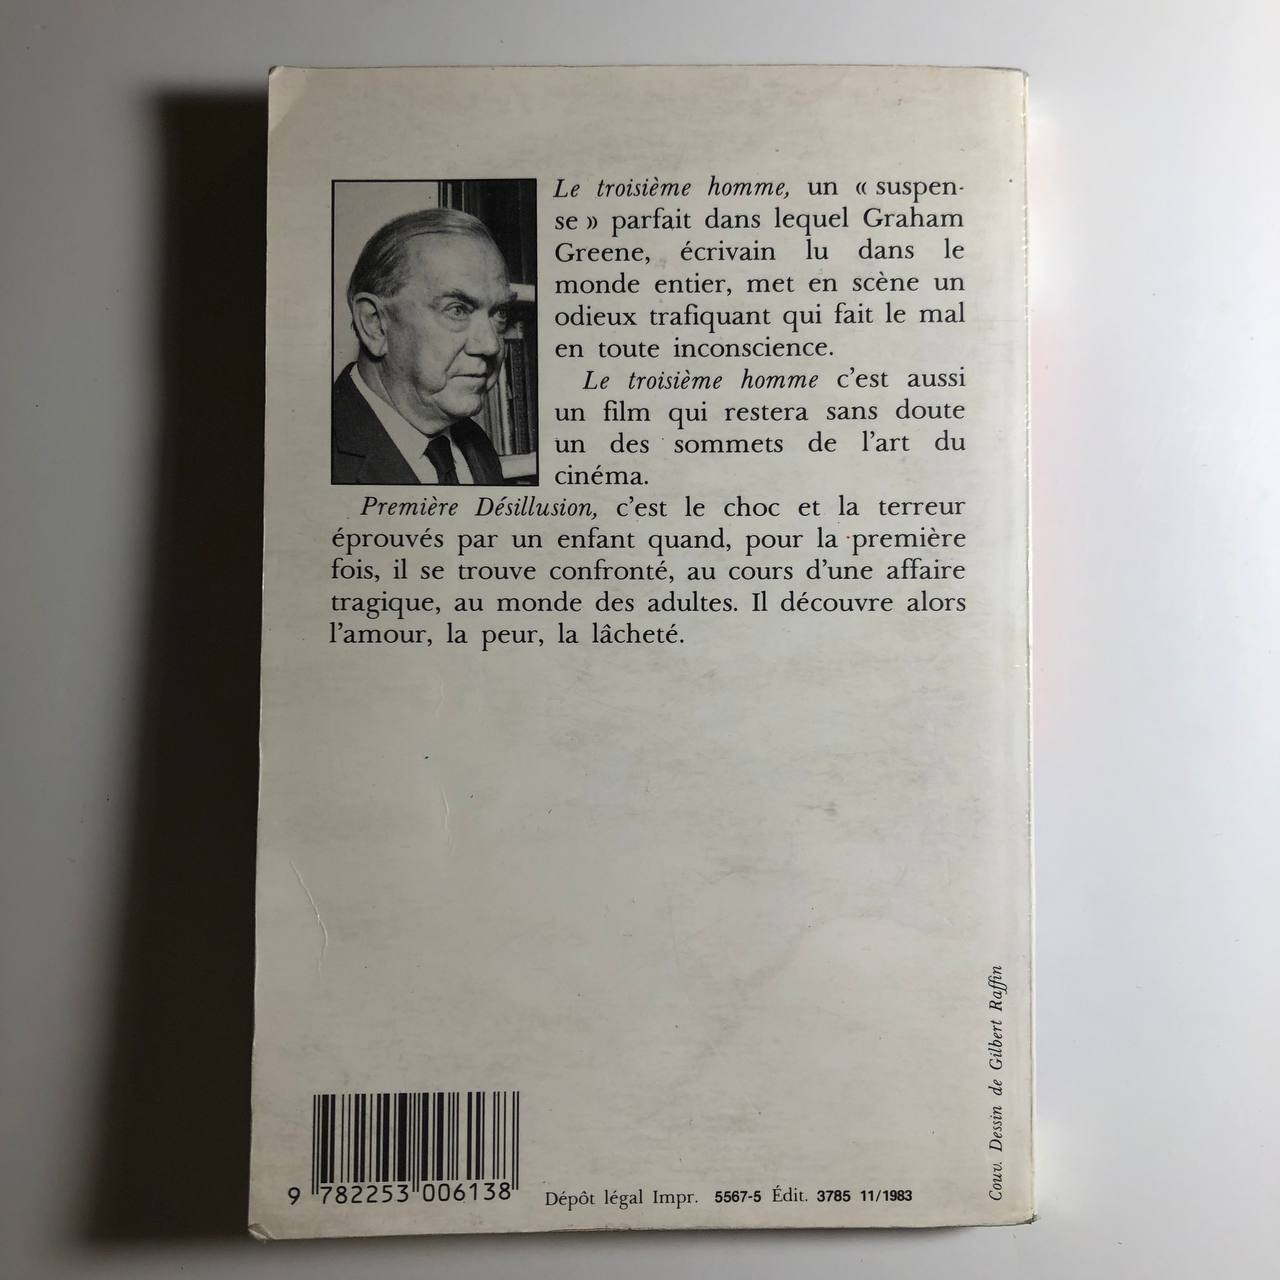 Le troisième homme, un « suspen-
se » parfait dans lequel Graham
Greene, écrivain lu dans le
monde entier, met en scène un
odieux trafiquant qui fait le mal
en toute inconscience.
Le troisième homme c'est aussi
un film qui restera sans doute
un des sommets de l'art du
cinéma.
Première Désillusion, c'est le choc et la terreur
éprouvés par un enfant quand, pour la première
fois, il se trouve confronté, au cours d'une affaire
tragique, au monde des adultes. Il découvre alors
l'amour, la peur, la lâcheté.
Couv. Dessin de Gilbert Raffin
9 782253 006138
Dépôt légal Impr. 5567-5 Édit. 3785 11/1983